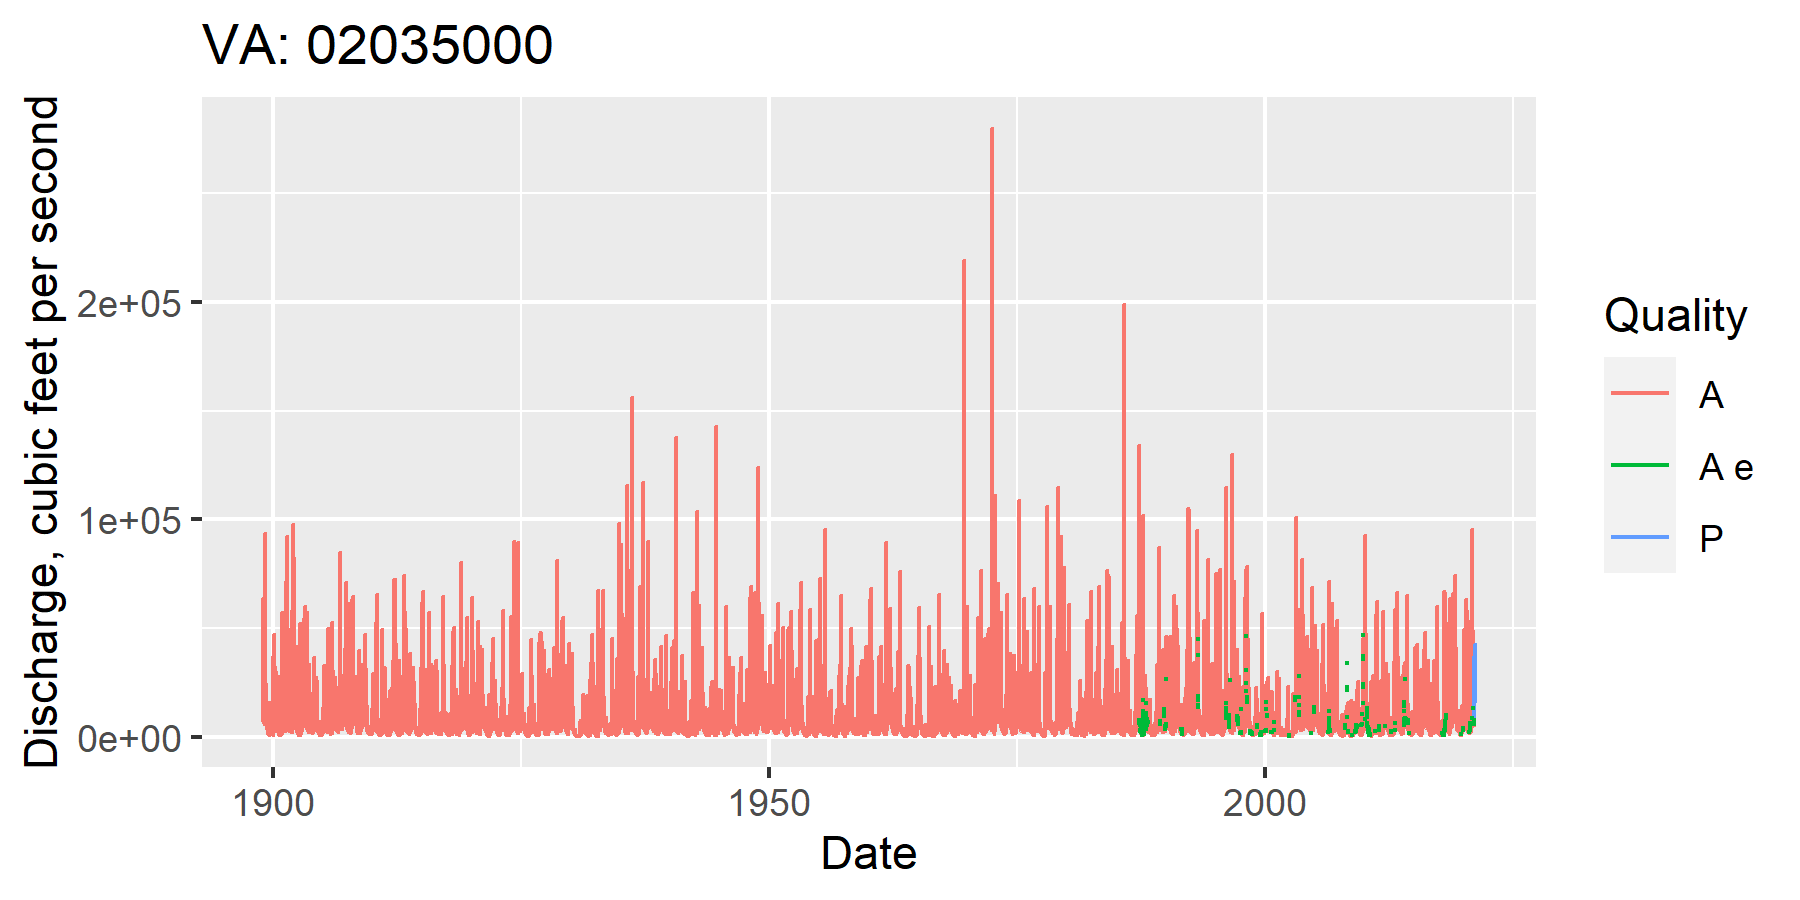 VA: 02035000
Discharge, cubic feet per second
2e+05
1e+05
0e+00
1900 1950 2000
Date
Quality
A
A e
P